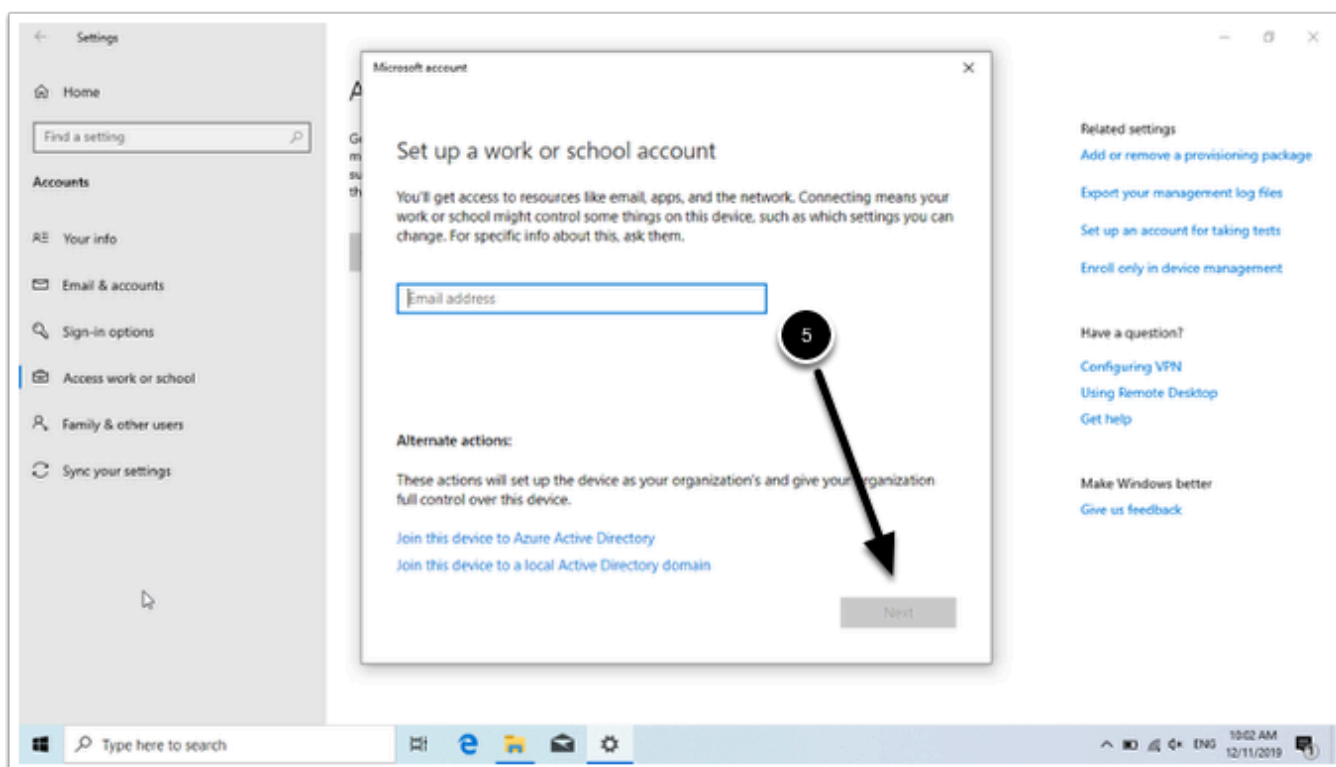 Settings
Home
Find a setting
Accounts
Your info
Email & accounts
Sign-in options
Access work or school
Family & other users
Sync your settings
A
Ge
m
su
th
Microsoft account
Set up a work or school account
You'll get access to resources like email, apps, and the network. Connecting means your
work or school might control some things on this device, such as which settings you can
change. For specific info about this, ask them.
Email address
5
Alternate actions:
These actions will set up the device as your organization's and give your organization
full control over this device.
Join this device to Azure Active Directory
Join this device to a local Active Directory domain
Next
Related settings
Add or remove a provisioning package
Export your management log files
Set up an account for taking tests
Enroll only in device management
Have a question?
Configuring VPN
Using Remote Desktop
Get help
Make Windows better
Give us feedback
Type here to search
ENG
10:02 AM
12/11/2019
1